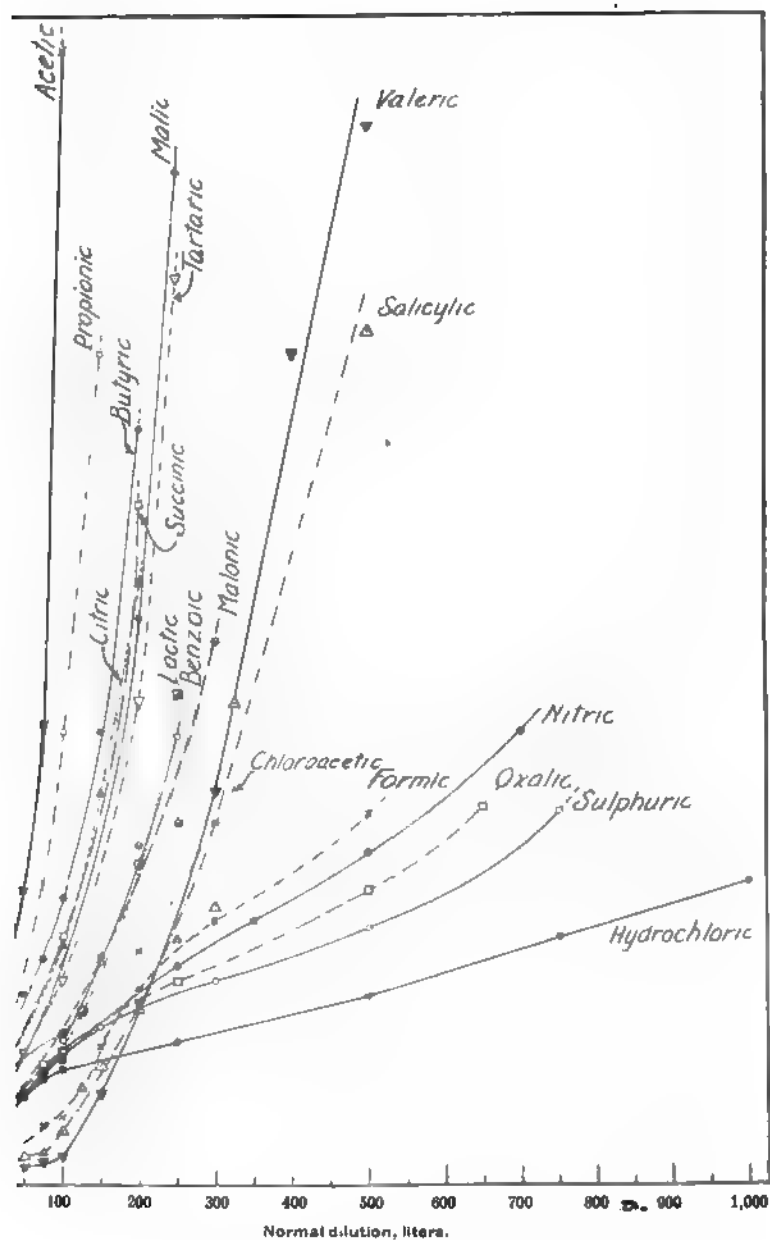 Acetic
Propionic
Butyric
Malic
Tartaric
Succinic
Citric
Lactic
Benzoic
Malonic
Valeric
Salicylic
Chloroacetic
Formic
Nitric
Oxalic
Sulphuric
Hydrochloric
100 200 300 400 500 600 700 800 900 1,000
Normal dilution, liters.